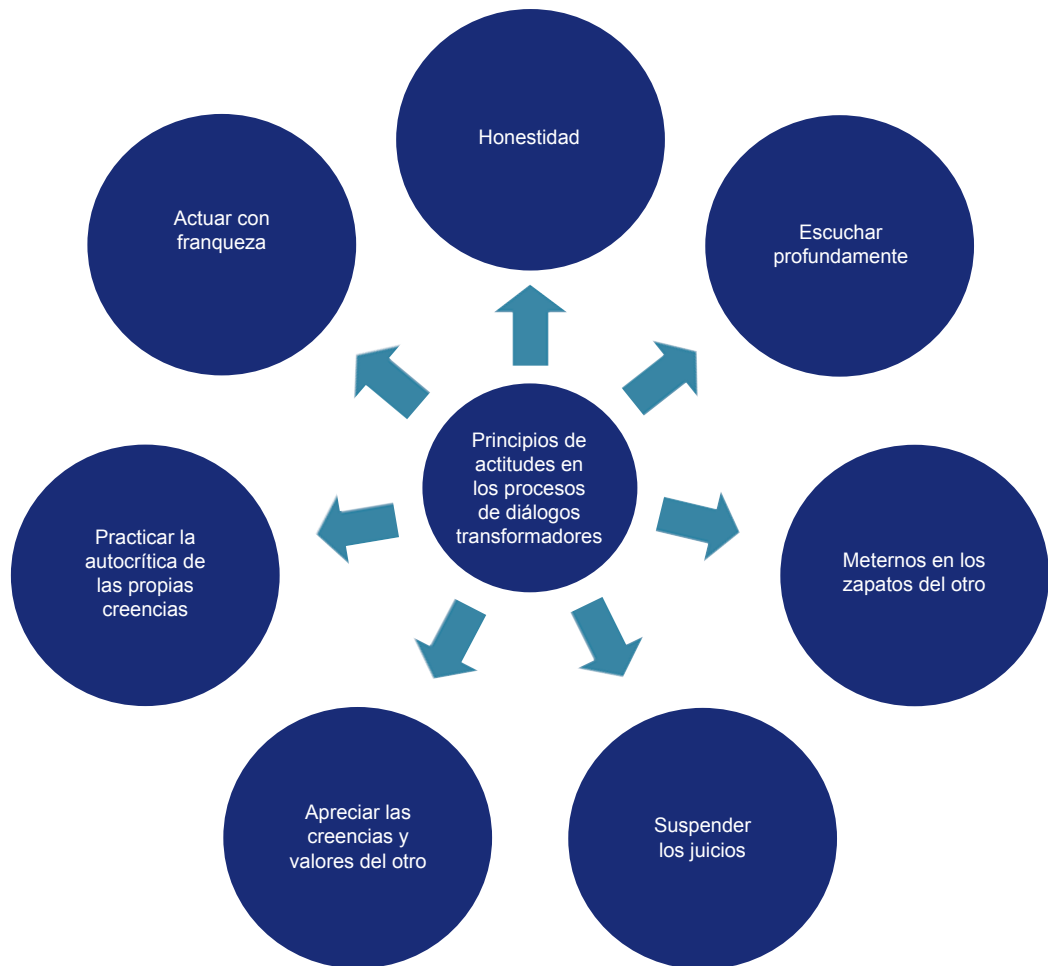 Honestidad
Escuchar
profundamente
Meternos en los
zapatos del otro
Suspender
los juicios
Apreciar las
creencias y
valores del otro
Practicar la
autocrítica de
las propias
creencias
Actuar con
franqueza
Principios de
actitudes en
los procesos
de diálogos
transformadores